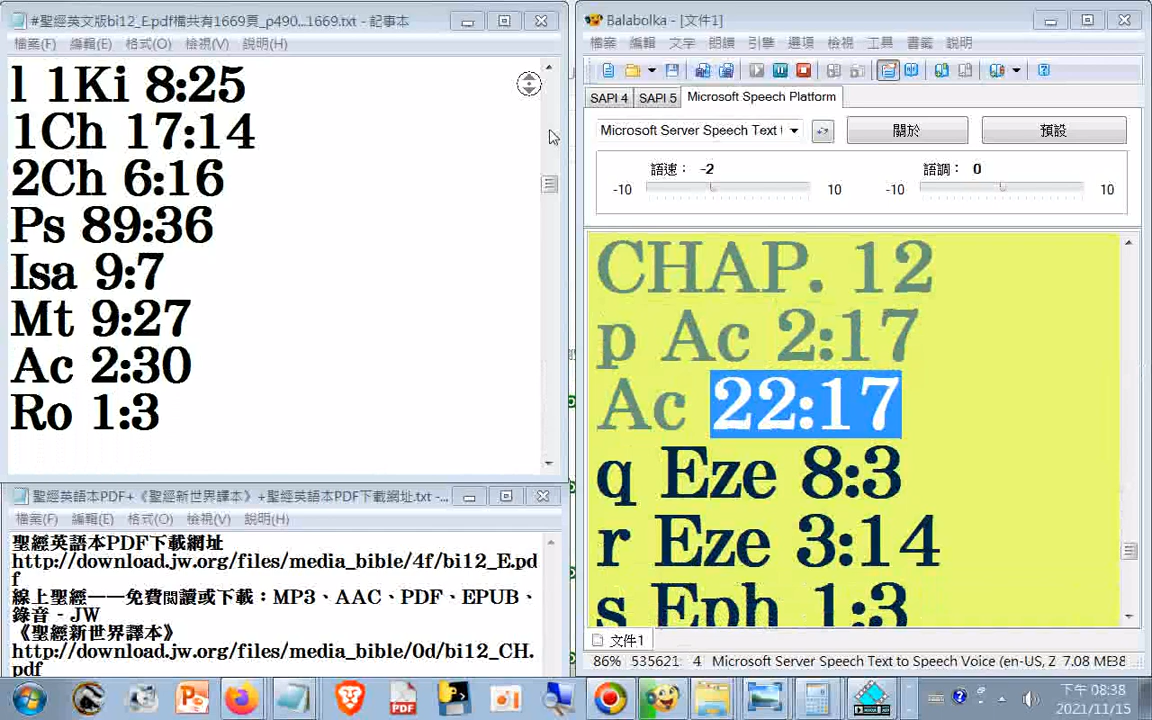 #聖經英文版bi12_E.pdf檔共有1669頁_p490...1669.txt - 記事本
檔案(F) 編輯(E) 格式(O) 檢視(V) 說明(H)
l 1Ki 8:25
1Ch 17:14
2Ch 6:16
Ps 89:36
Isa 9:7
Mt 9:27
Ac 2:30
Ro 1:3
聖經英語本PDF+《聖經新世界譯本》+聖經英語本PDF下載網址.txt -...
檔案(F) 編輯(E) 格式(O) 檢視(V) 說明(H)
聖經英語本PDF下載網址
http://download.jw.org/files/media_bible/4f/bi12_E.pd
f
線上聖經——免費閱讀或下載：MP3、AAC、PDF、EPUB、
錄音 - JW
《聖經新世界譯本》
http://download.jw.org/files/media_bible/0d/bi12_CH.
pdf
Balabolka - [文件1]
檔案 編輯 文字 朗讀 引擎 選項 檢視 工具 書籤 說明
SAPI 4 SAPI 5 Microsoft Speech Platform
Microsoft Server Speech Text 關於 預設
語速： -2 語調： 0
-10 10 -10 10
CHAP. 12
p Ac 2:17
Ac 22:17
q Eze 8:3
r Eze 3:14
s Eph 1:3
文件1
86% 535621: 4 Microsoft Server Speech Text to Speech Voice (en-US, Z 7.08 ME38
PDF
下午 08:38
2021/11/15